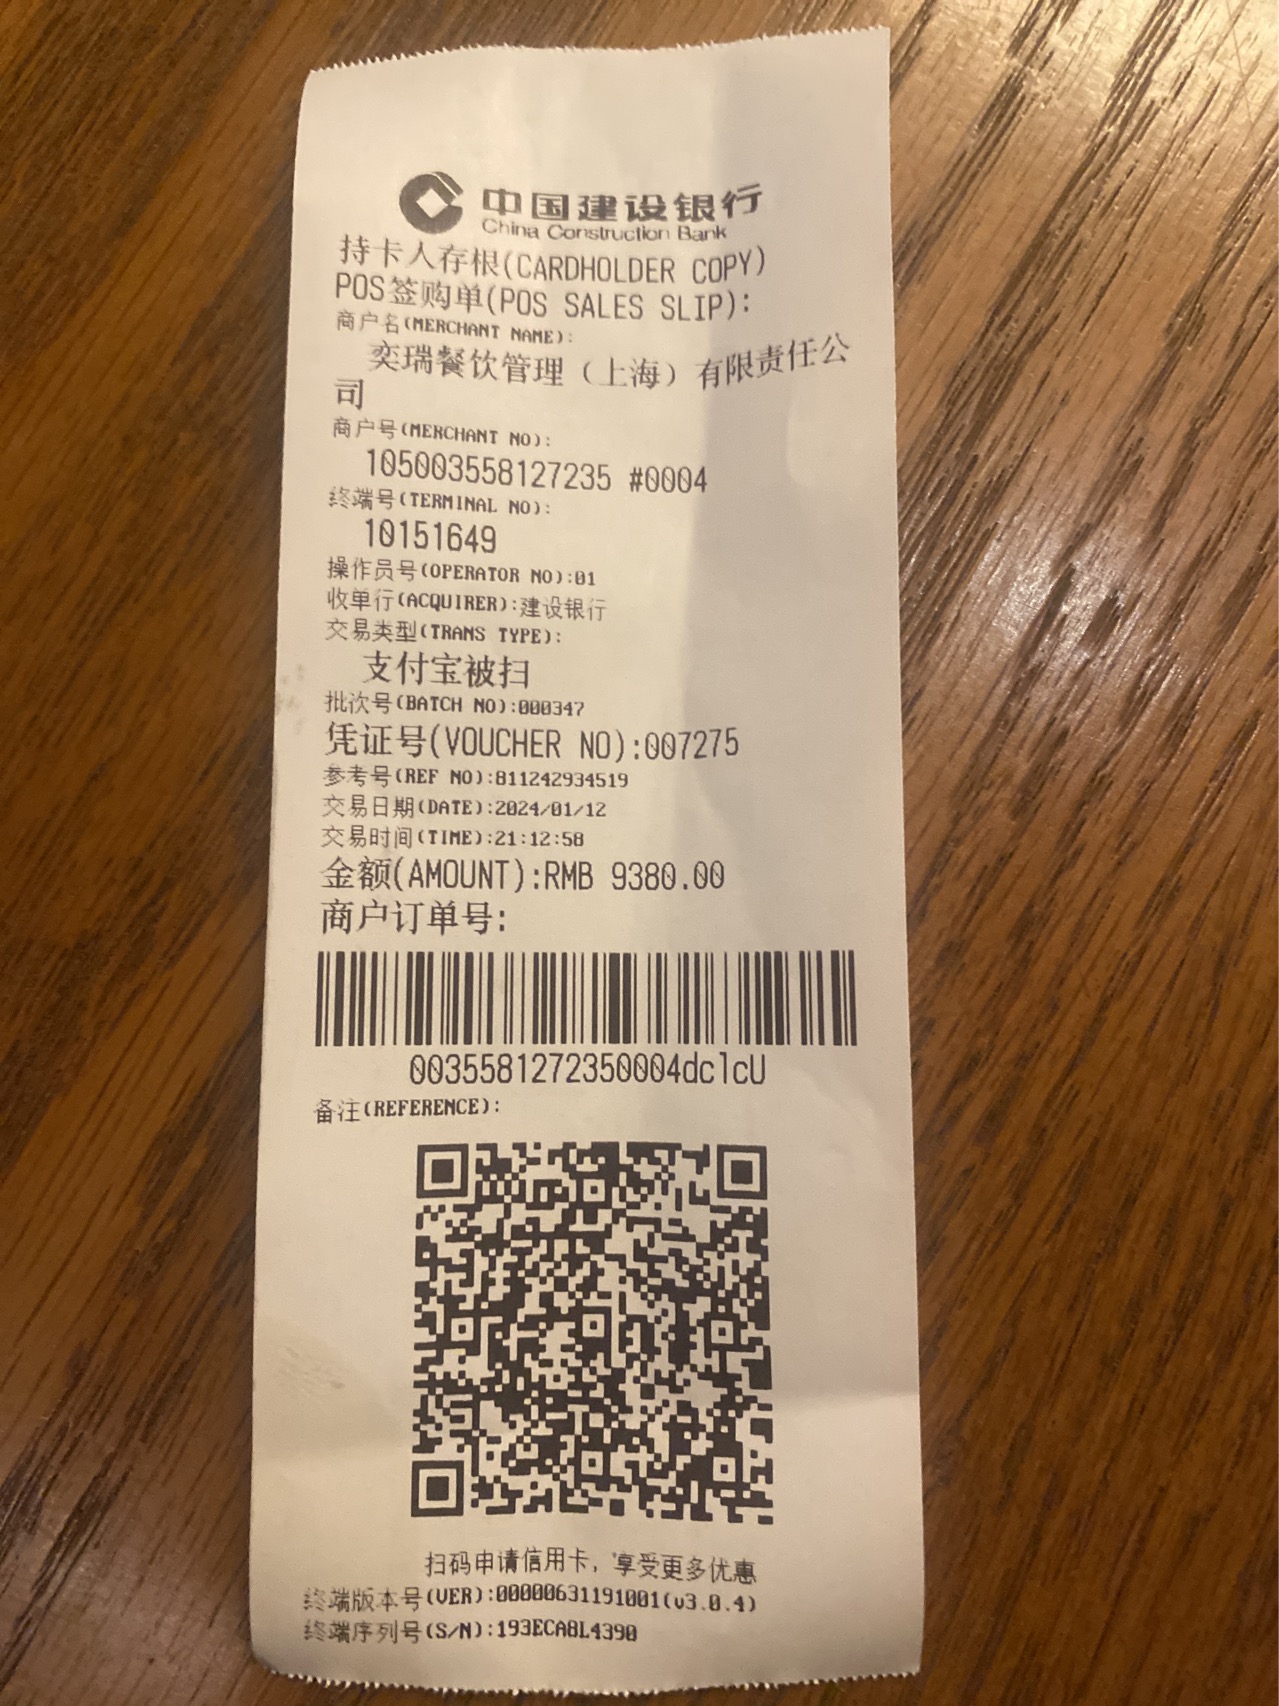 中国建设银行
China Construction Bank
持卡人存根(CARDHOLDER COPY)
POS签购单(POS SALES SLIP):
商户名(MERCHANT NAME):
奕瑞餐饮管理（上海）有限责任公
司
商户号(MERCHANT NO):
105003558127235 #0004
终端号(TERMINAL NO):
10151649
操作员号(OPERATOR NO):01
收单行(ACQUIRER):建设银行
交易类型(TRANS TYPE):
支付宝被扫
批次号(BATCH NO):000347
凭证号(VOUCHER NO):007275
参考号(REF NO):811242934519
交易日期(DATE):2024/01/12
交易时间(TIME):21:12:58
金额(AMOUNT):RMB 9380.00
商户订单号:
0035581272350004dclcU
备注(REFERENCE):
扫码申请信用卡，享受更多优惠
终端版本号(VER):00000631191001(v3.0.4)
终端序列号(S/N):193ECA8L4390